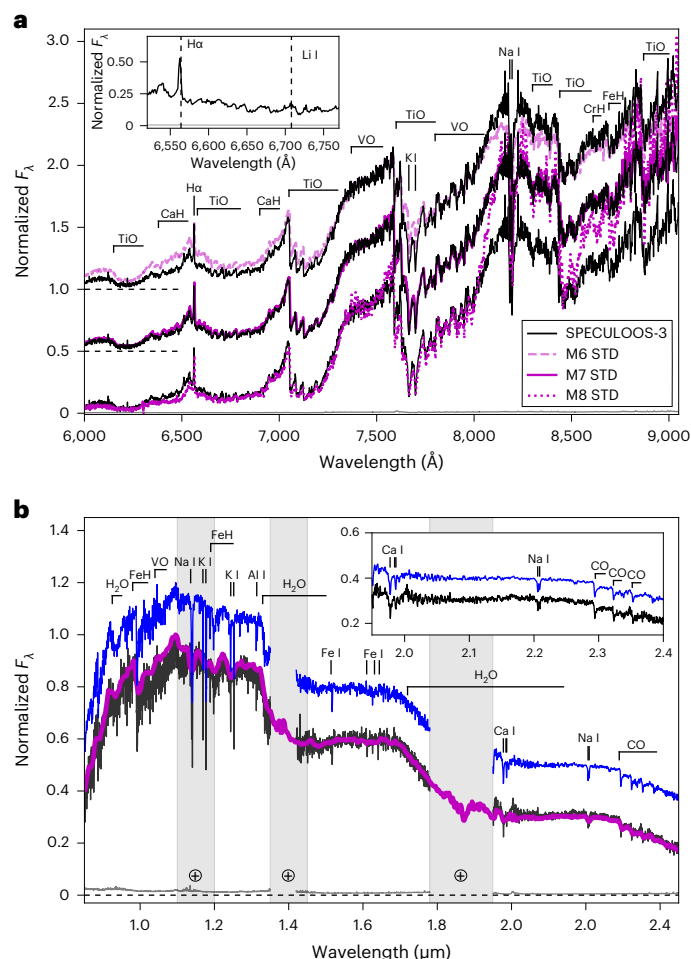 a
Normalized Fλ
3.0
2.5
2.0
1.5
1.0
0.5
0
6,000
6,500
7,000
7,500
8,000
8,500
9,000
Wavelength (Å)
Normalized Fλ
0.50
0.25
0
6,550
6,600
6,650
6,700
6,750
Wavelength (Å)
Hα
Li I
TiO
CaH
Hα
TiO
CaH
TiO
VO
TiO
K I
VO
Na I
TiO
TiO
CrH
FeH
TiO
SPECULOOS-3
M6 STD
M7 STD
M8 STD
b
Normalized Fλ
1.4
1.2
1.0
0.8
0.6
0.4
0.2
0
1.0
1.2
1.4
1.6
1.8
2.0
2.2
2.4
Wavelength (μm)
H2O
FeH
VO
Na I
K I
FeH
K I
Al I
H2O
Fe I
Fe I
H2O
Ca I
Na I
CO
0.4
0.2
2.0
2.1
2.2
2.3
2.4
Ca I
Na I
CO
CO
CO